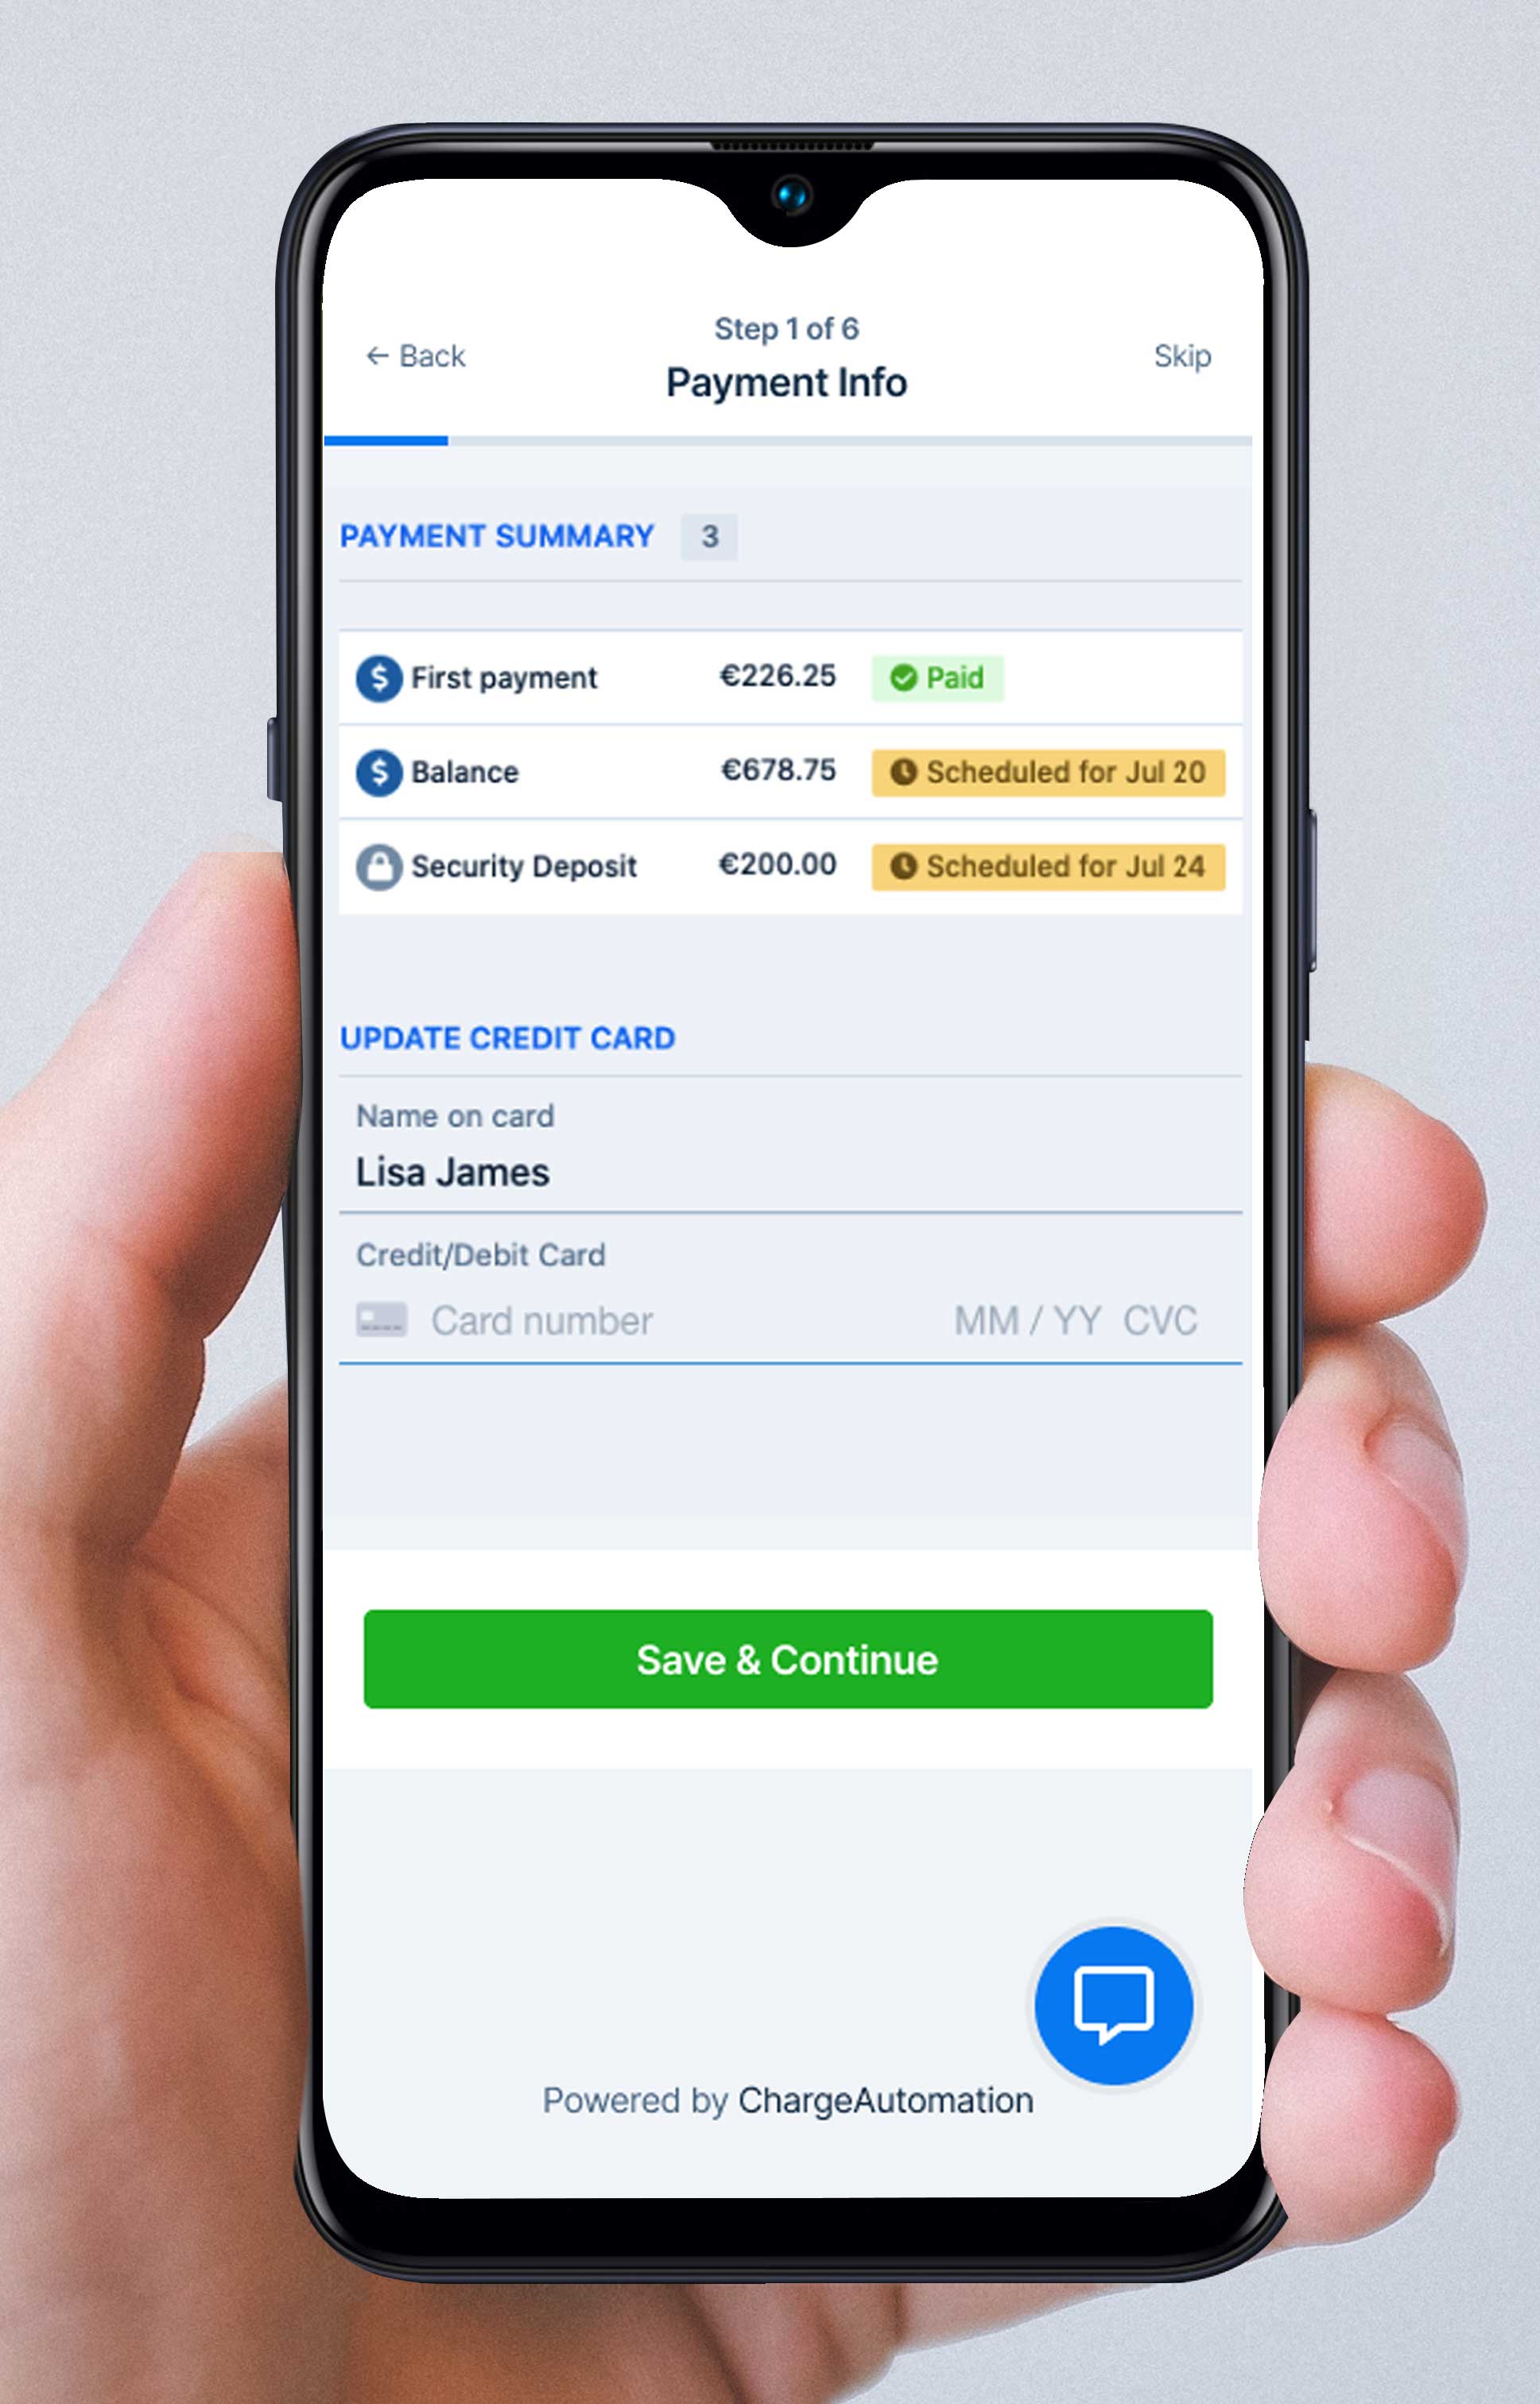 Step 1 of 6
← Back
Skip
Payment Info
PAYMENT SUMMARY 3
$ First payment €226.25 Paid
$ Balance €678.75 Scheduled for Jul 20
Security Deposit €200.00 Scheduled for Jul 24
UPDATE CREDIT CARD
Name on card
Lisa James
Credit/Debit Card
Card number MM / YY CVC
Save & Continue
Powered by ChargeAutomation